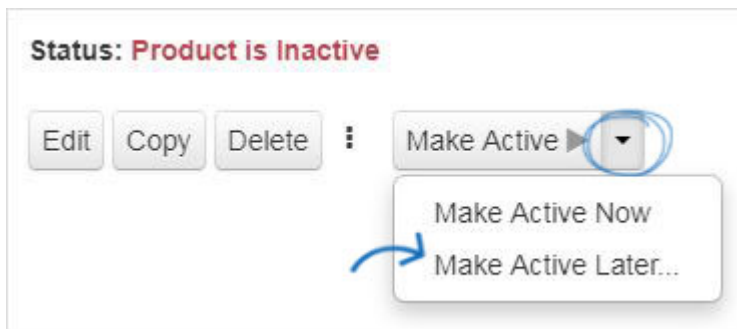 Status: Product is Inactive
Edit Copy Delete Make Active
Make Active Now
Make Active Later...